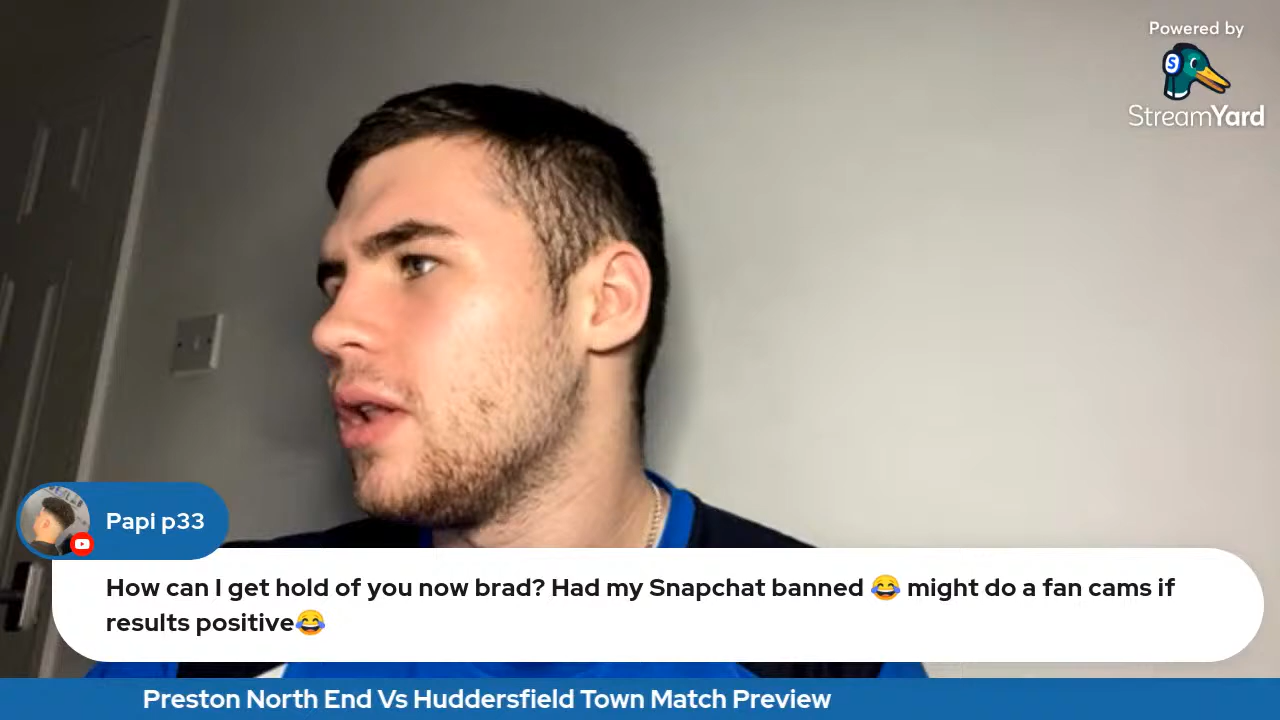 Powered by
StreamYard
Papi p33
How can I get hold of you now brad? Had my Snapchat banned 😂 might do a fan cams if
results positive😂
Preston North End Vs Huddersfield Town Match Preview